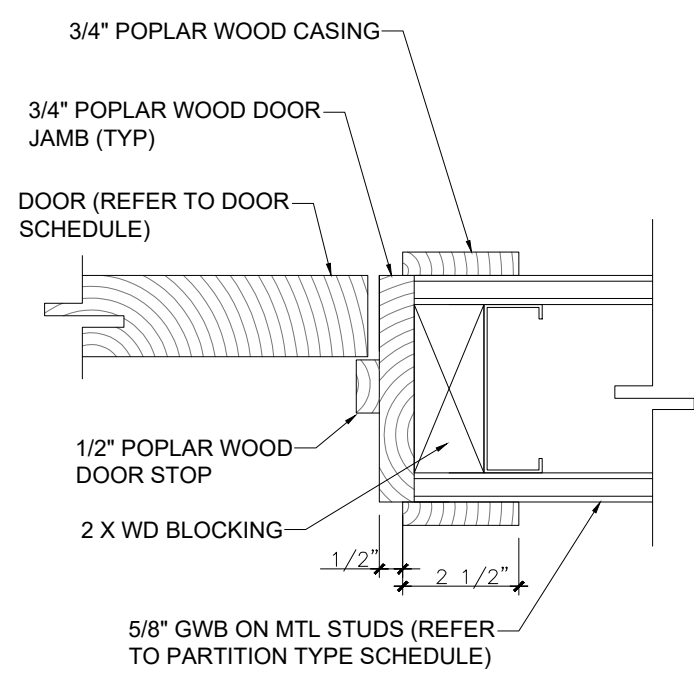 3/4" POPLAR WOOD CASING
3/4" POPLAR WOOD DOOR
JAMB (TYP)
DOOR (REFER TO DOOR
SCHEDULE)
1/2" POPLAR WOOD
DOOR STOP
2 X WD BLOCKING
1/2"
2 1/2"
5/8" GWB ON MTL STUDS (REFER
TO PARTITION TYPE SCHEDULE)